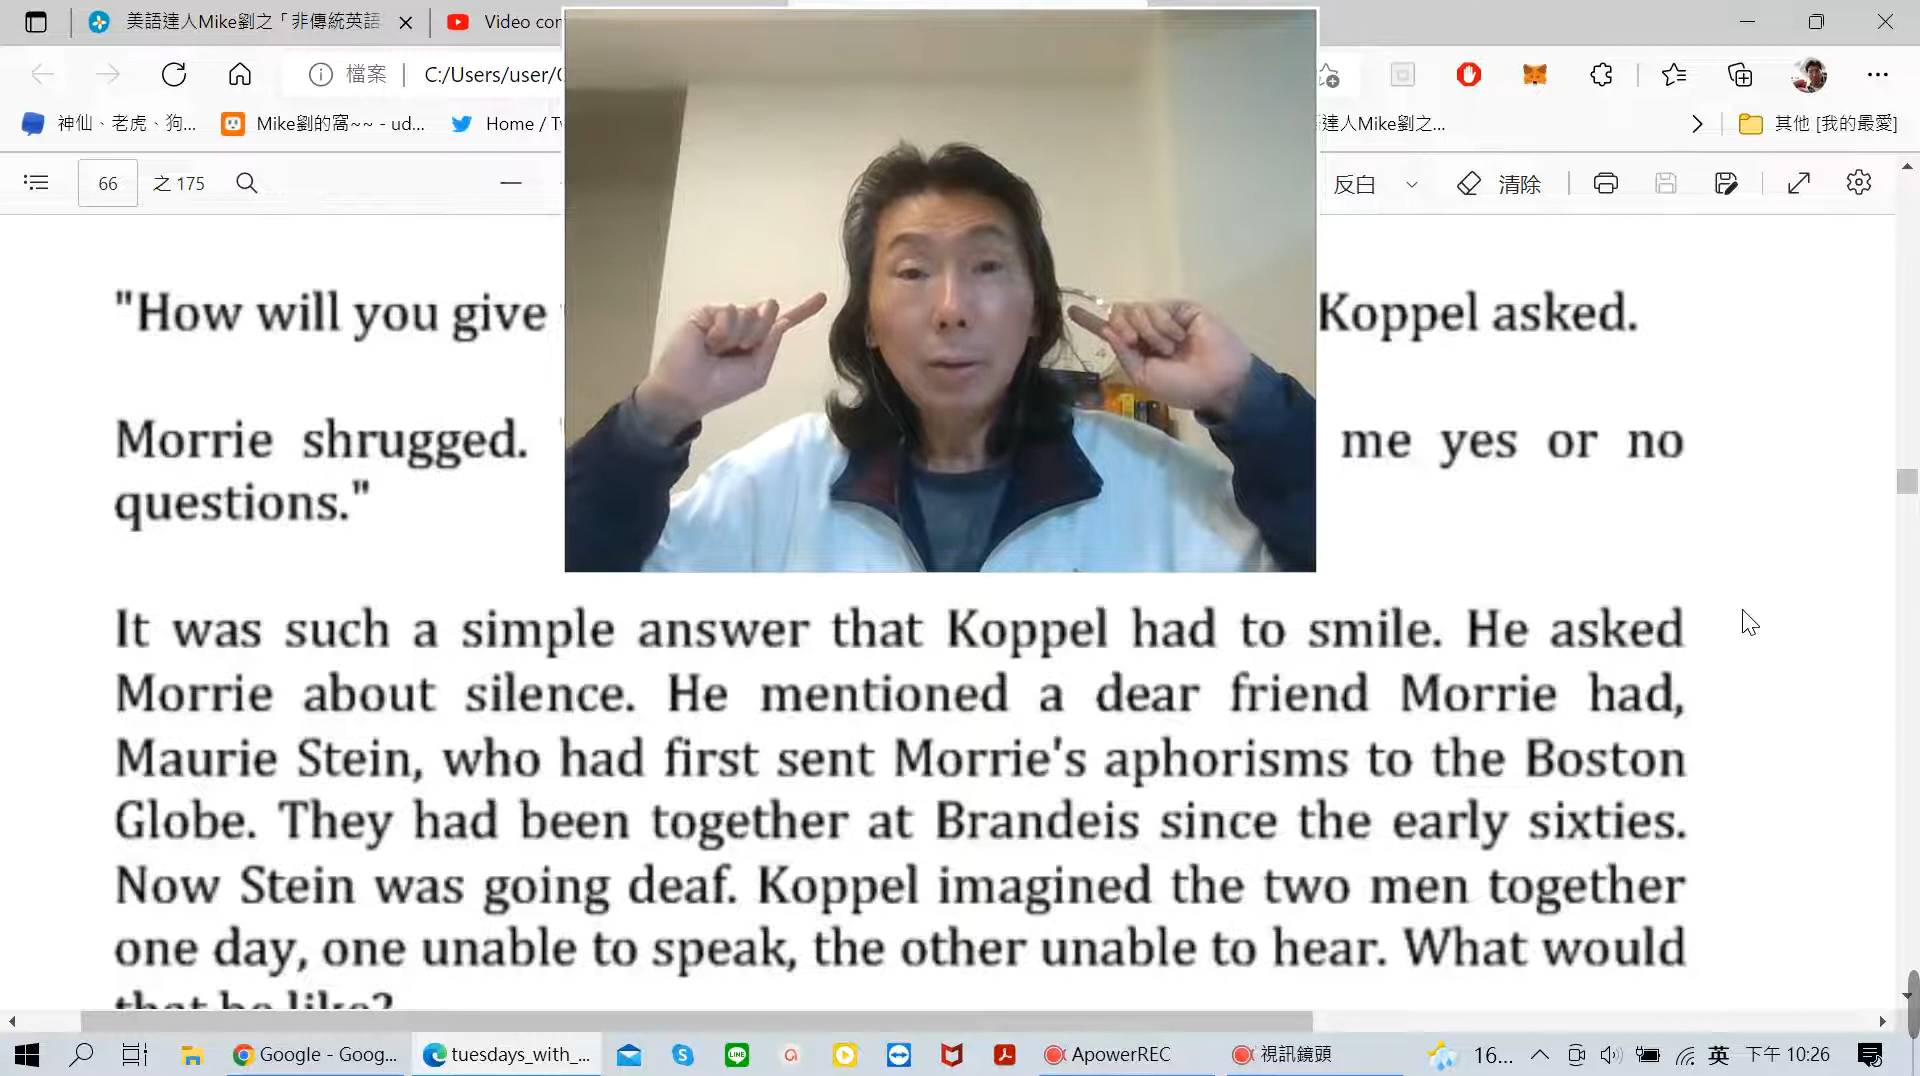 美語達人Mike劉之「非傳統英語
Video con
檔案
C:/Users/user/
神仙、老虎、狗...
Mike劉的窩~~ - ud...
Home / Tw
達人Mike劉之...
其他 [我的最愛]
66 之 175
反白
清除
"How will you give
Koppel asked.
Morrie shrugged.
me yes or no
questions."
It was such a simple answer that Koppel had to smile. He asked
Morrie about silence. He mentioned a dear friend Morrie had,
Maurie Stein, who had first sent Morrie's aphorisms to the Boston
Globe. They had been together at Brandeis since the early sixties.
Now Stein was going deaf. Koppel imagined the two men together
one day, one unable to speak, the other unable to hear. What would
that be like?
Google - Goog...
tuesdays_with_...
ApowerREC
視訊鏡頭
16...
英
下午 10:26